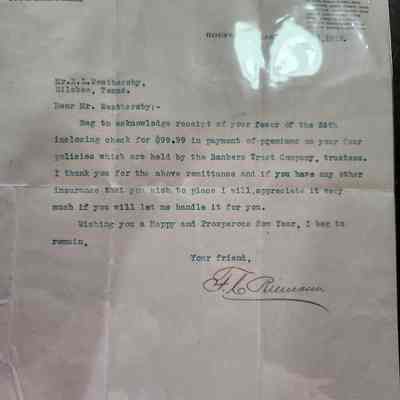 Mr. E. L. Weathersby,
Texas.
Dear Mr. Weathersby:-
Beg to acknowledge receipt of your favor of the
inclosing check for $99.99 in payment of premiums on your four
policies which are held by the Bankers Trust Company, trustees.
I thank you for the above remittance and if you have any other
insurance that you wish to place I will appreciate it very
much if you will let me handle it for you.
Wishing you a Happy and Prosperous New Year, I beg to
remain,
Your friend,
Riemann